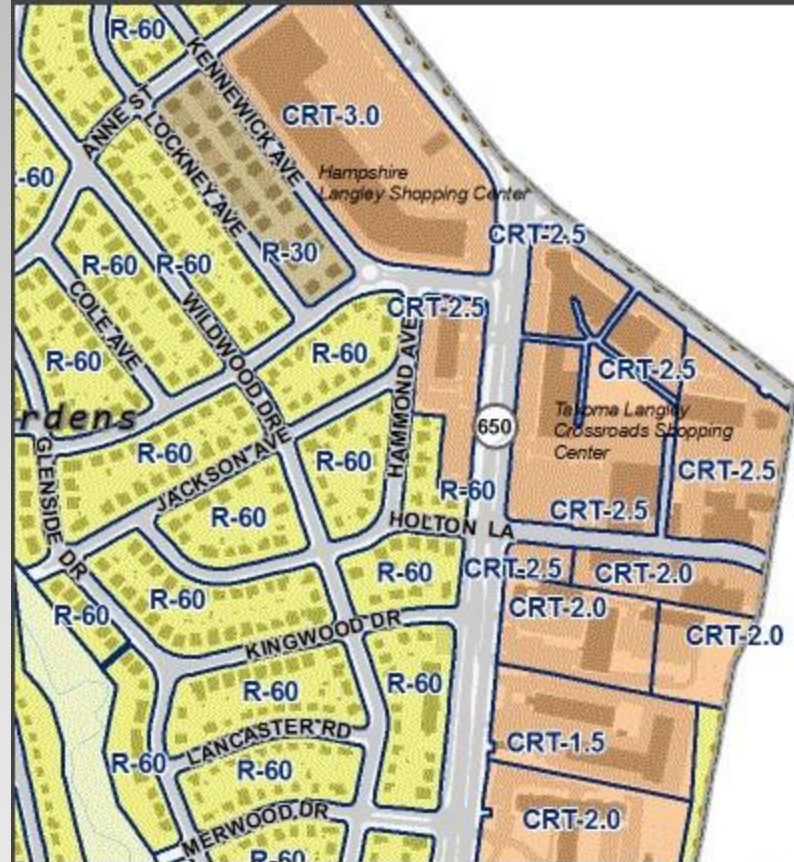 R-60
KENNEWICK AVE
CRT-3.0
ANNE ST
LOCKNEY AVE
Hampshire
Langley Shopping Center
-60
CRT-2.5
R-30
R-60
R-60
COLE AVE
WILDWOOD DR
CRT-2.5
HAMMOND AVE
R-60
R-60
CRT-2.5
rdens
Takoma Langley
Crossroads Shopping
Center
650
GLENSIDE DR
R-60
JACKSON AVE
R-60
CRT-2.5
R-60
CRT-2.5
R-60
HOLTON LA
R-60
CRT-2.5
CRT-2.0
R-60
R-60
CRT-2.0
KINGWOOD DR
CRT-2.0
R-60
R-60
LANCASTER RD
CRT-1.5
R-60
R-60
MERWOOD DR
CRT-2.0
R-60